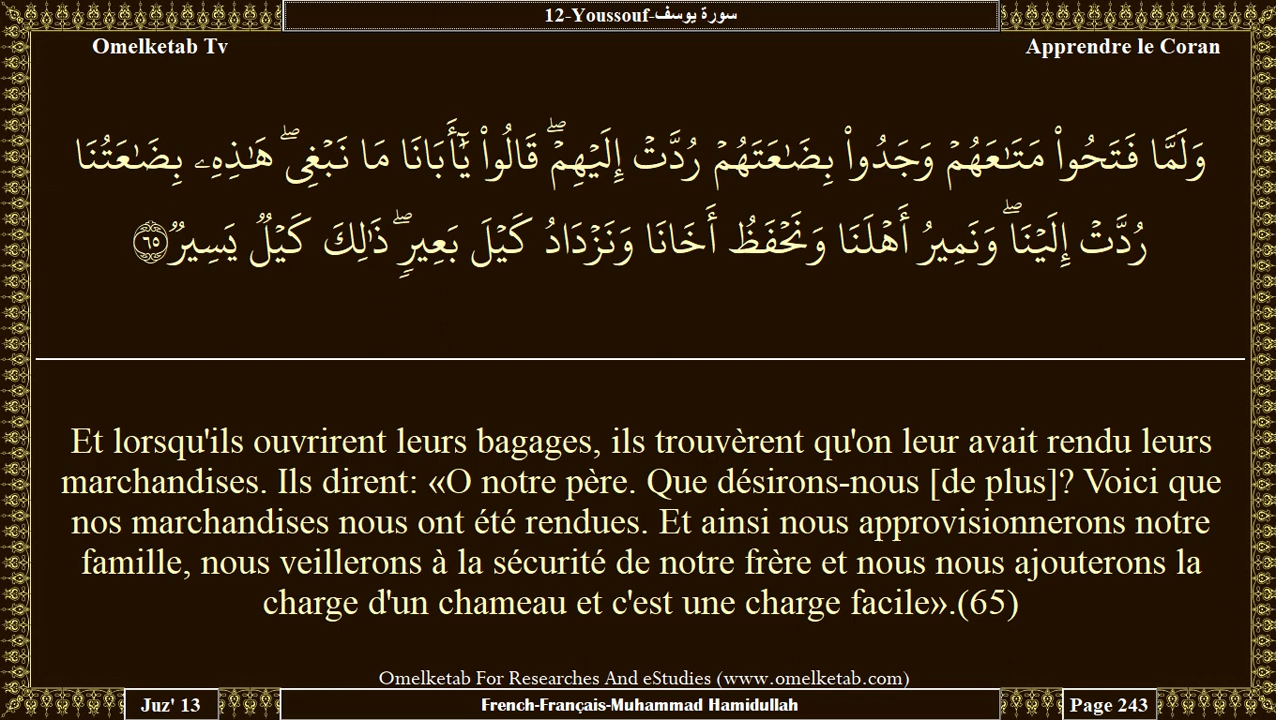 12-Youssouf-سورة يوسف
Omelketab Tv
Apprendre le Coran
وَلَمَّا فَتَحُوا۟ مَتَـٰعَهُمْ وَجَدُوا۟ بِضَـٰعَتَهُمْ رُدَّتْ إِلَيْهِمْ ۖ قَالُوا۟ يَـٰٓأَبَانَا مَا نَبْغِى ۖ هَـٰذِهِۦ بِضَـٰعَتُنَا
رُدَّتْ إِلَيْنَا ۖ وَنَمِيرُ أَهْلَنَا وَنَحْفَظُ أَخَانَا وَنَزْدَادُ كَيْلَ بَعِيرٍ ۖ ذَٰلِكَ كَيْلٌ يَسِيرٌ ٦٥
Et lorsqu'ils ouvrirent leurs bagages, ils trouvèrent qu'on leur avait rendu leurs
marchandises. Ils dirent: «O notre père. Que désirons-nous [de plus]? Voici que
nos marchandises nous ont été rendues. Et ainsi nous approvisionnerons notre
famille, nous veillerons à la sécurité de notre frère et nous nous ajouterons la
charge d'un chameau et c'est une charge facile».(65)
Omelketab For Researches And eStudies (www.omelketab.com)
Juz' 13
French-Français-Muhammad Hamidullah
Page 243